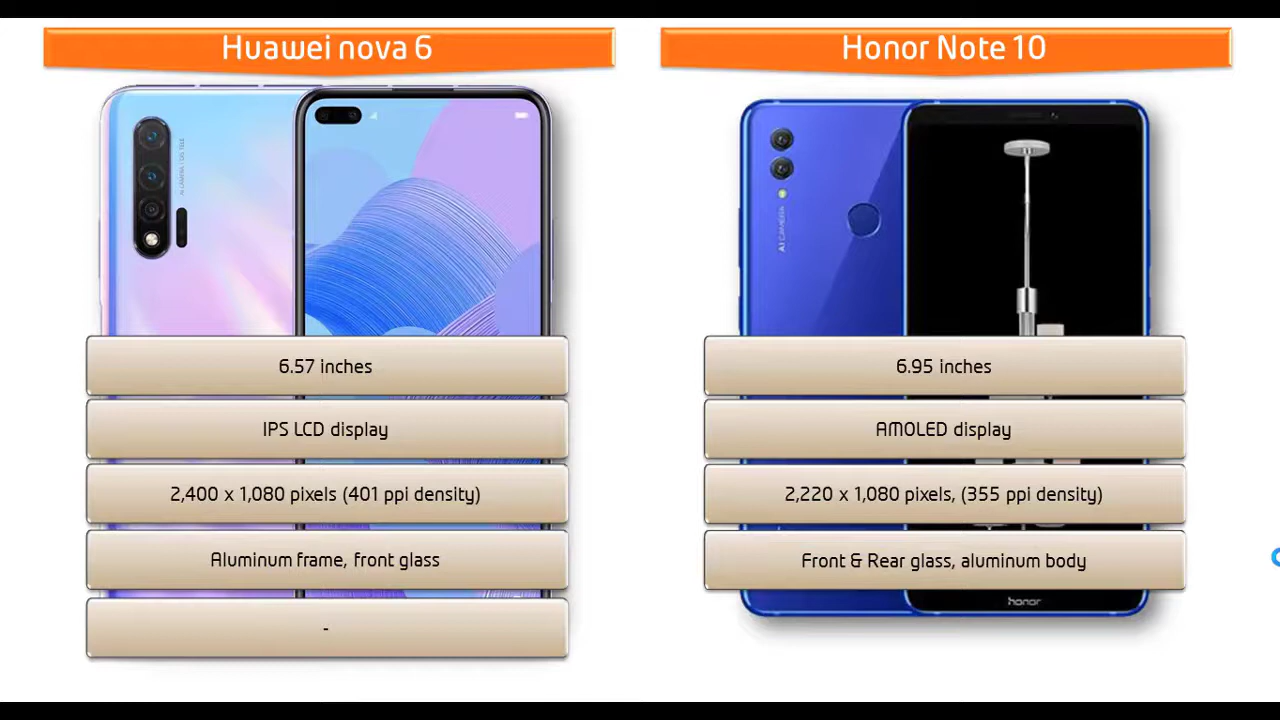 Huawei nova 6
6.57 inches
IPS LCD display
2,400 x 1,080 pixels (401 ppi density)
Aluminum frame, front glass
-
Honor Note 10
AI CAMERA
6.95 inches
AMOLED display
2,220 x 1,080 pixels, (355 ppi density)
Front & Rear glass, aluminum body
honor